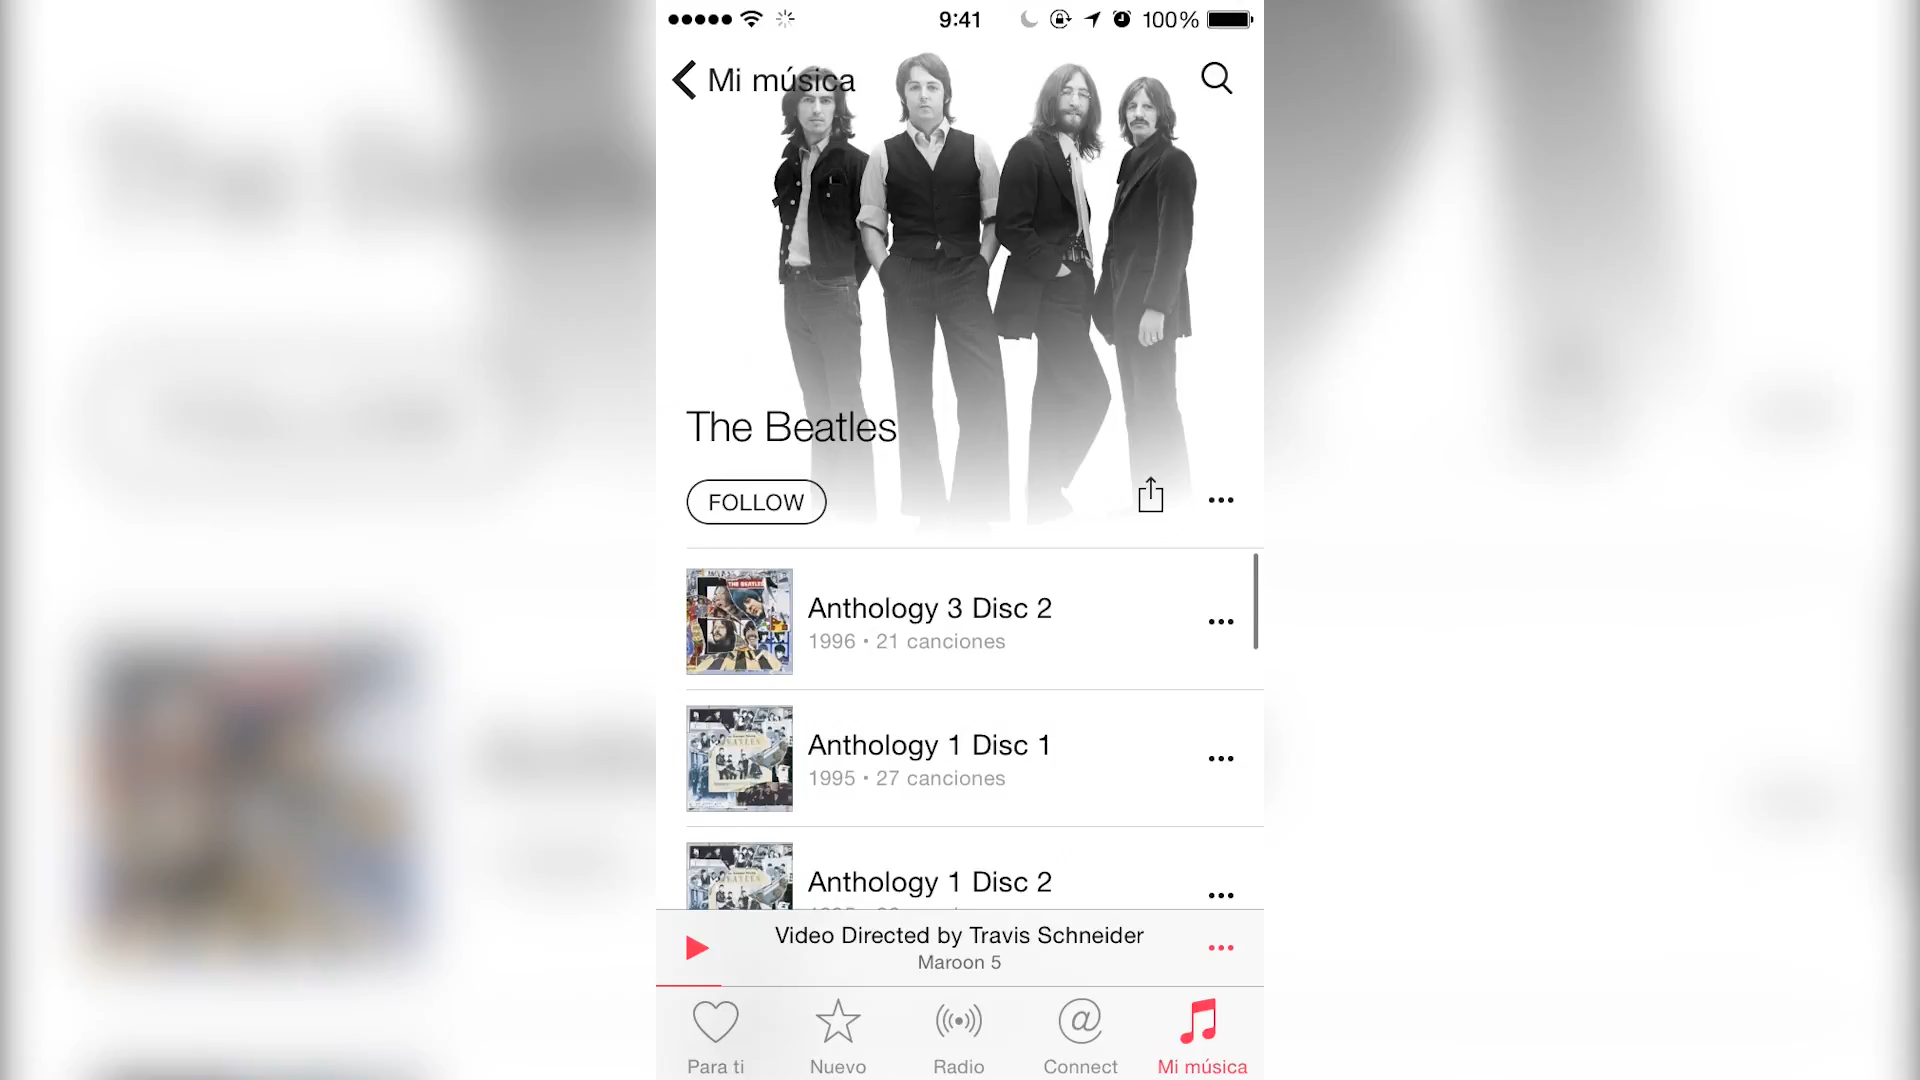 9:41
100%
Mi música
The Beatles
FOLLOW
Anthology 3 Disc 2
1996 • 21 canciones
Anthology 1 Disc 1
1995 • 27 canciones
Anthology 1 Disc 2
Video Directed by Travis Schneider
Maroon 5
Para ti
Nuevo
Radio
Connect
Mi música